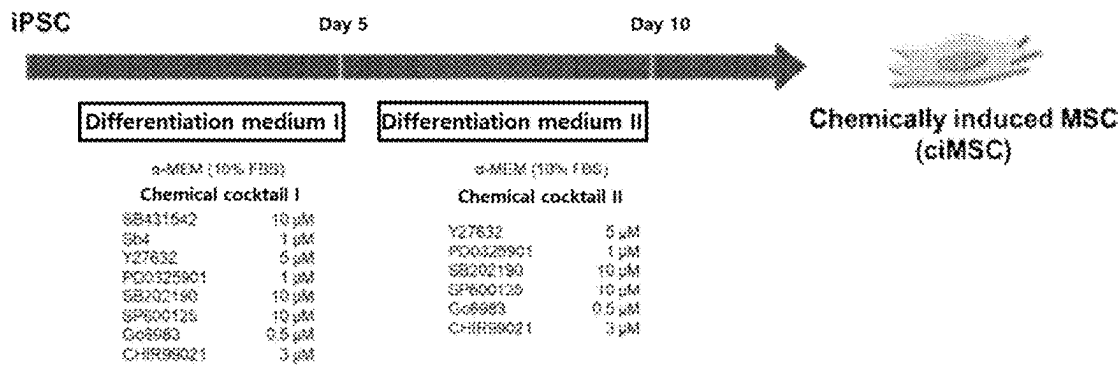 iPSC
Day 5
Day 10
Differentiation medium I
Differentiation medium II
Chemically induced MSC
(ciMSC)
α-MEM (10% FBS)
Chemical cocktail I
SB431542 10 μM
Sb4 1 μM
Y27632 5 μM
PD0325901 1 μM
SB202190 10 μM
SP600125 10 μM
Go6983 0.5 μM
CHIR99021 3 μM
α-MEM (10% FBS)
Chemical cocktail II
Y27632 5 μM
PD0325901 1 μM
SB202190 10 μM
SP600125 10 μM
Go6983 0.5 μM
CHIR99021 3 μM